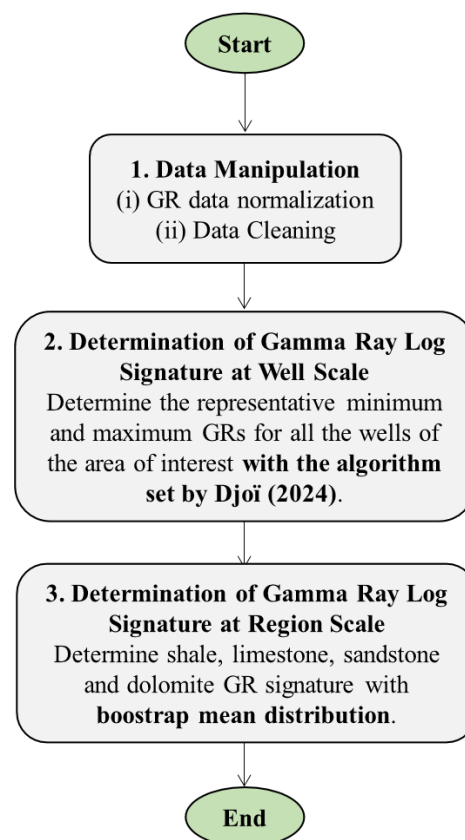 Start
1. Data Manipulation
(i) GR data normalization
(ii) Data Cleaning
2. Determination of Gamma Ray Log
Signature at Well Scale
Determine the representative minimum
and maximum GRs for all the wells of
the area of interest with the algorithm
set by Djoï (2024).
3. Determination of Gamma Ray Log
Signature at Region Scale
Determine shale, limestone, sandstone
and dolomite GR signature with
boostrap mean distribution.
End